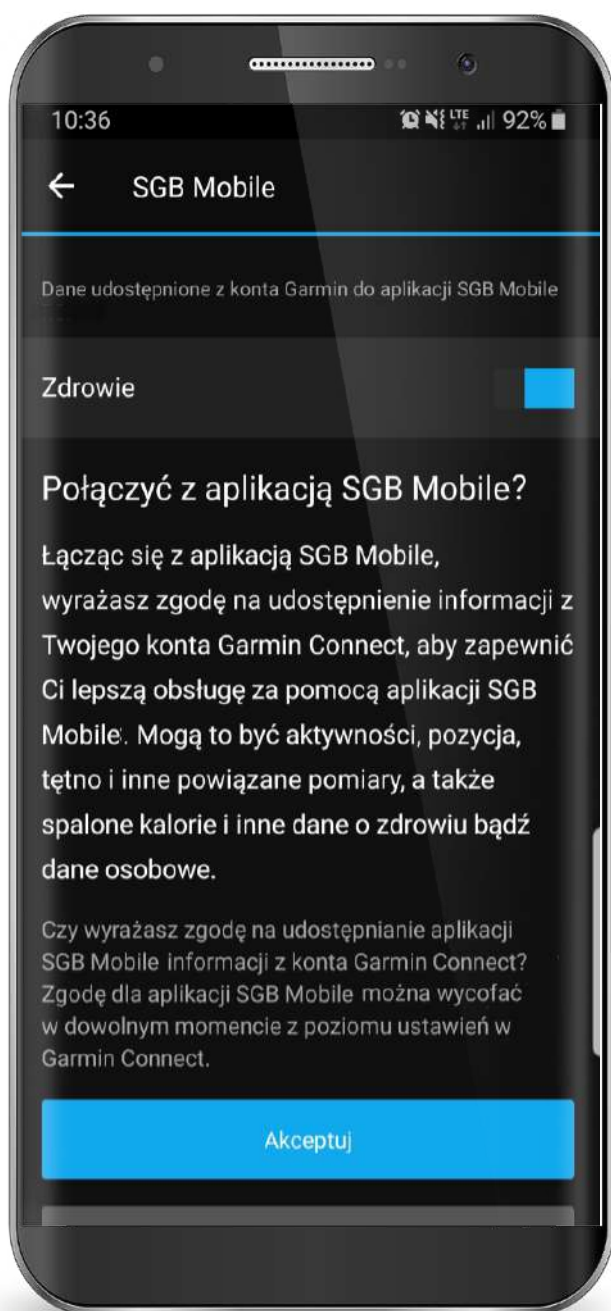 10:36
LTE
92%
SGB Mobile
Dane udostępnione z konta Garmin do aplikacji SGB Mobile
Zdrowie
Połączyć z aplikacją SGB Mobile?
Łącząc się z aplikacją SGB Mobile,
wyrażasz zgodę na udostępnienie informacji z
Twojego konta Garmin Connect, aby zapewnić
Ci lepszą obsługę za pomocą aplikacji SGB
Mobile. Mogą to być aktywności, pozycja,
tętno i inne powiązane pomiary, a także
spalone kalorie i inne dane o zdrowiu bądź
dane osobowe.
Czy wyrażasz zgodę na udostępnianie aplikacji
SGB Mobile informacji z konta Garmin Connect?
Zgodę dla aplikacji SGB Mobile można wycofać
w dowolnym momencie z poziomu ustawień w
Garmin Connect.
Akceptuj